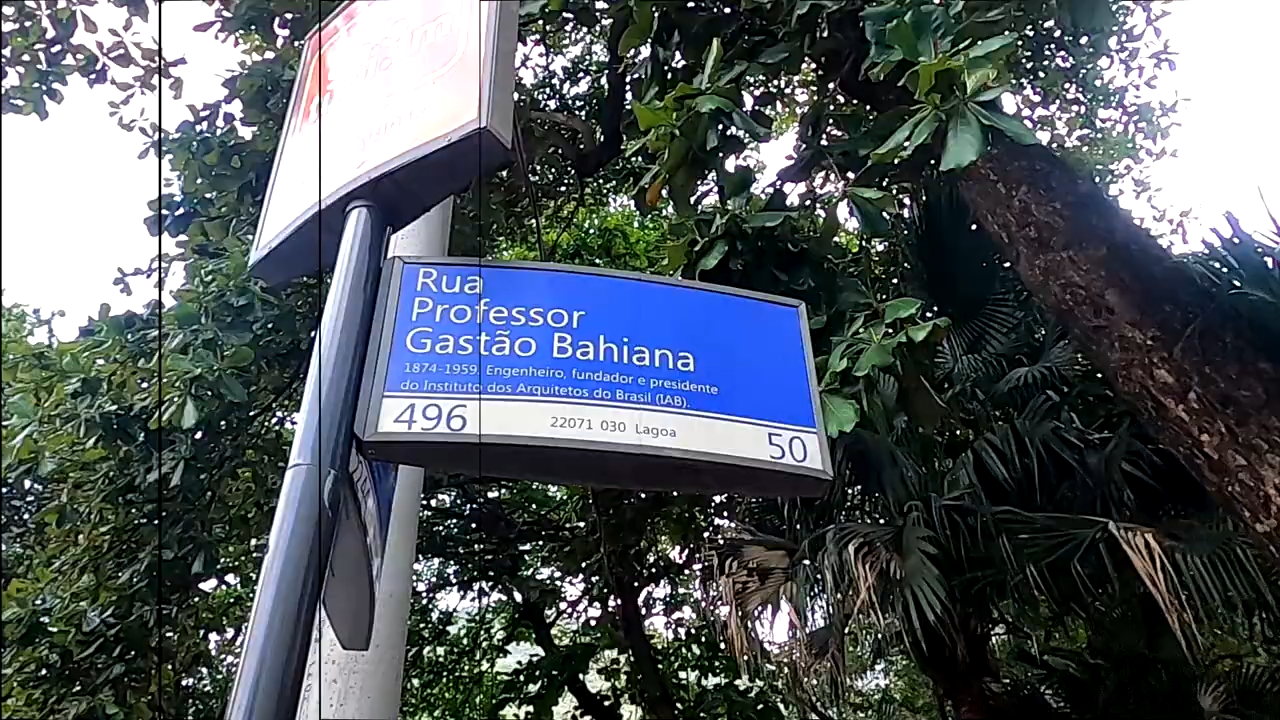 Rua
Professor
Gastão Bahiana
1874-1959, Engenheiro, fundador e presidente
do Instituto dos Arquitetos do Brasil (IAB).
496 22071 030 Lagoa 50